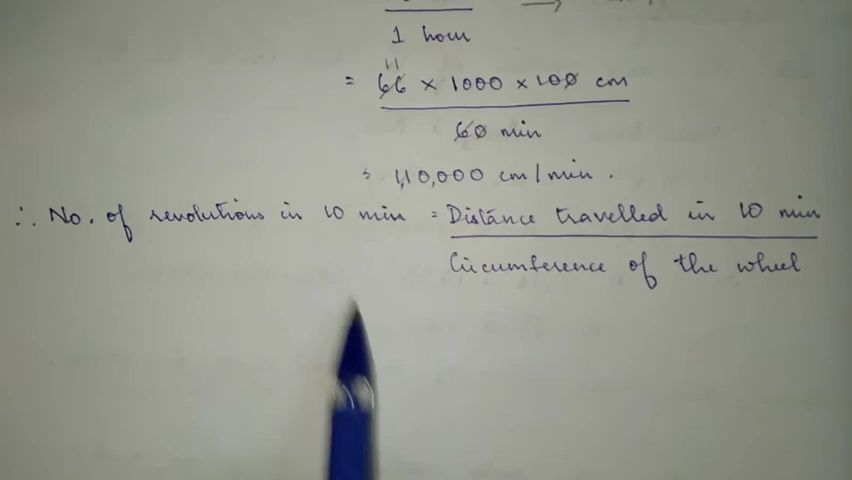 1 hour
11
= 66 × 1000 × 100 cm
60 min
= 1,10,000 cm/min.
∴ No. of revolutions in 10 min = Distance travelled in 10 min
Circumference of the wheel